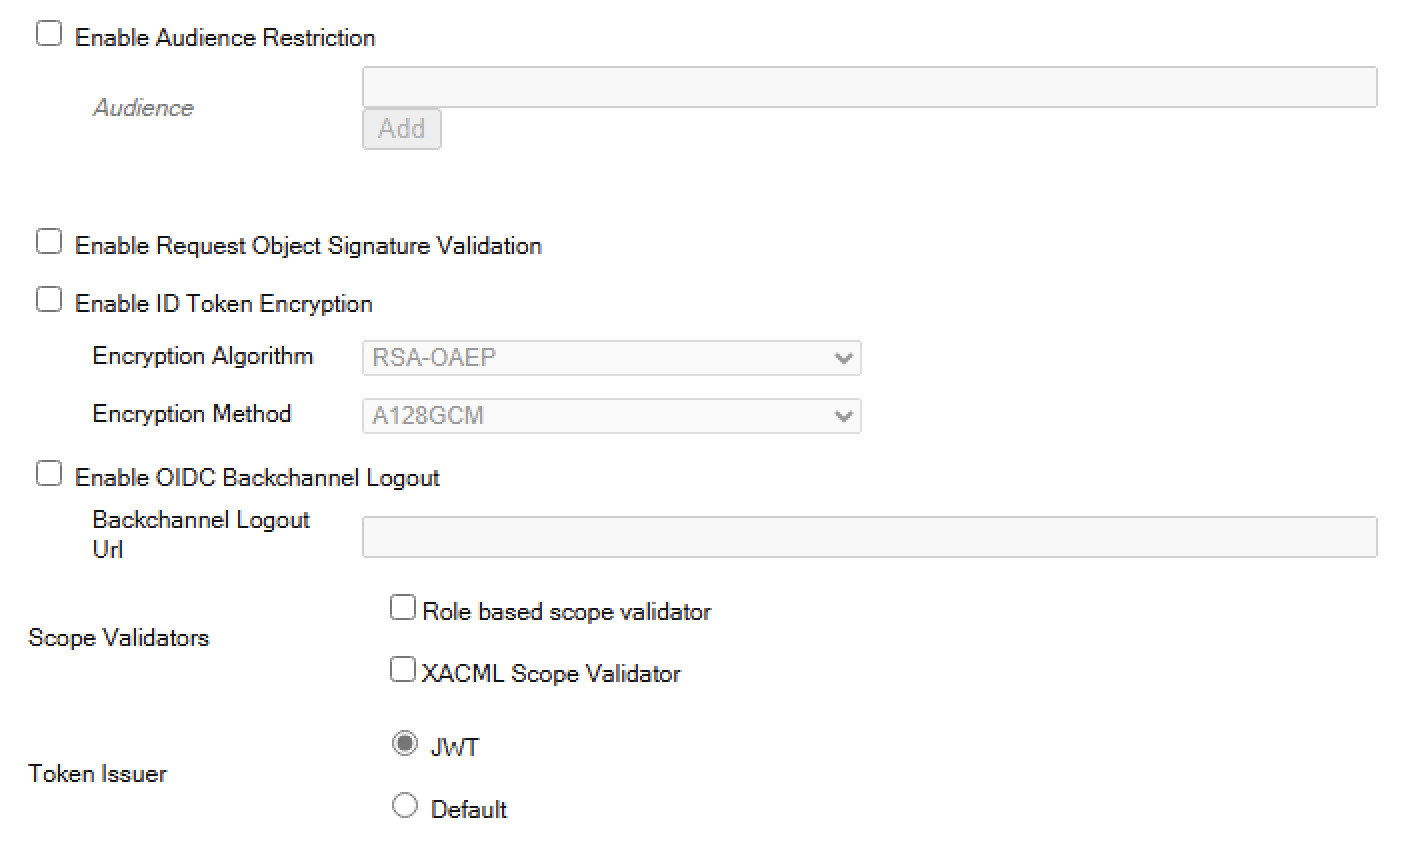 Enable Audience Restriction
Audience
Add
Enable Request Object Signature Validation
Enable ID Token Encryption
Encryption Algorithm RSA-OAEP
Encryption Method A128GCM
Enable OIDC Backchannel Logout
Backchannel Logout
Url
Role based scope validator
Scope Validators
XACML Scope Validator
JWT
Token Issuer
Default